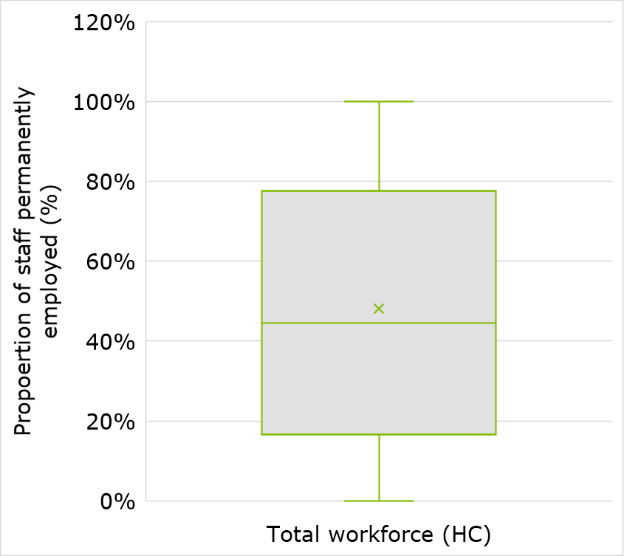 120%
100%
80%
60%
40%
20%
0%
Propoertion of staff permanently
employed (%)
Total workforce (HC)